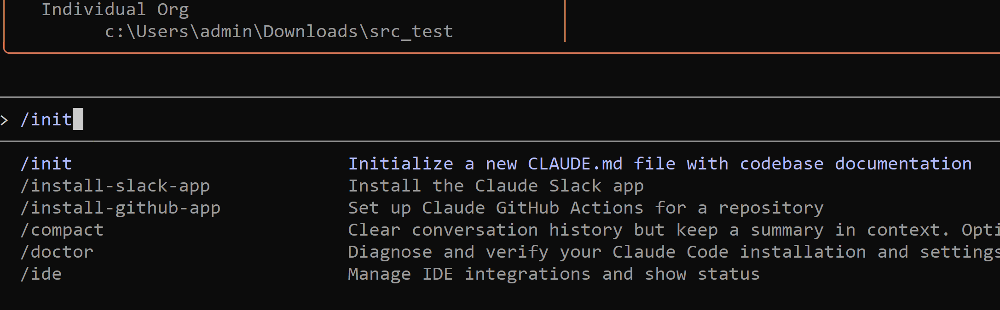 Individual Org
c:\Users\admin\Downloads\src_test
> /init
/init Initialize a new CLAUDE.md file with codebase documentation
/install-slack-app Install the Claude Slack app
/install-github-app Set up Claude GitHub Actions for a repository
/compact Clear conversation history but keep a summary in context. Opti
/doctor Diagnose and verify your Claude Code installation and settings
/ide Manage IDE integrations and show status